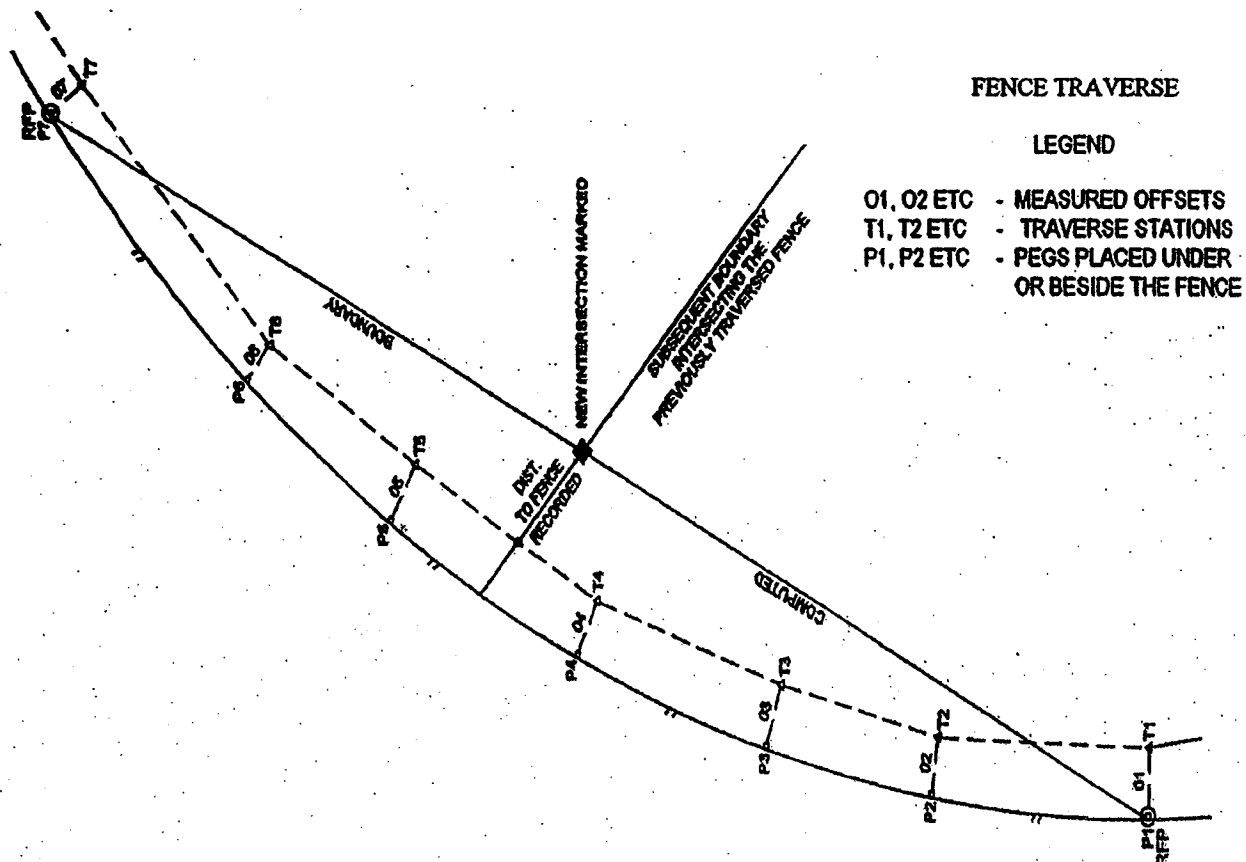 FENCE TRAVERSE
LEGEND
O1, O2 ETC - MEASURED OFFSETS
T1, T2 ETC - TRAVERSE STATIONS
P1, P2 ETC - PEGS PLACED UNDER
OR BESIDE THE FENCE
RFP
P7
O7
T7
P6
O6
T6
BOUNDARY
P5
O5
T5
NEW INTERSECTION MARKED
SUBSEQUENT BOUNDARY
INTERSECTING THE
PREVIOUSLY TRAVERSED FENCE
DIST.
TO FENCE
RECORDED
P4
O4
T4
COMPUTED
P3
O3
T3
P2
O2
T2
P1
O1
T1
RFP